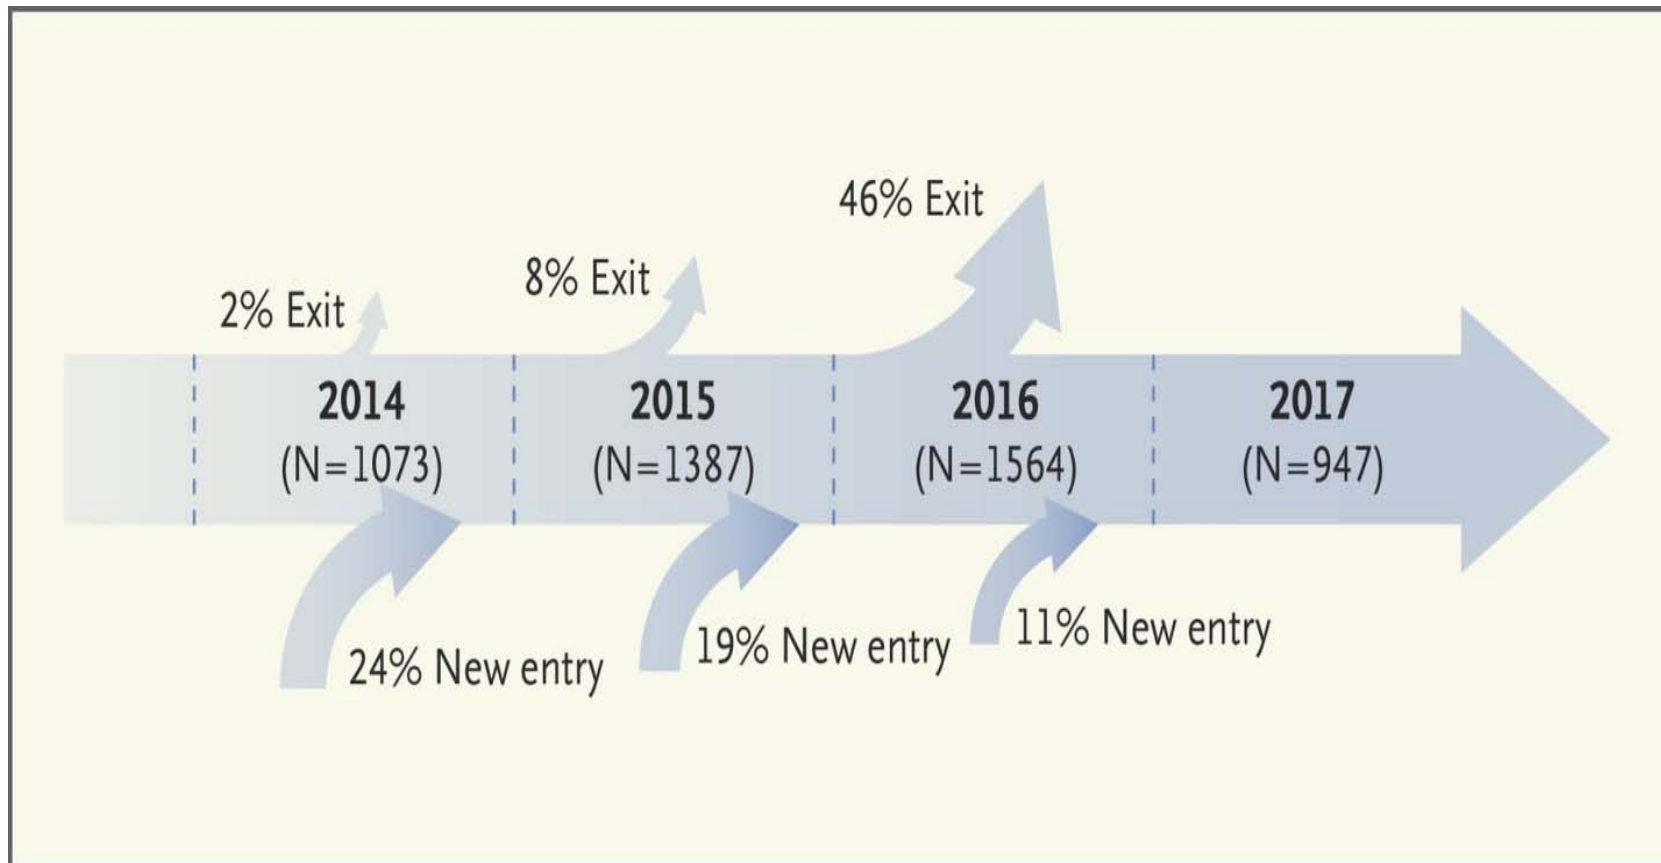 46% Exit
8% Exit
2% Exit
2014
(N=1073)
2015
(N=1387)
2016
(N=1564)
2017
(N=947)
24% New entry
19% New entry
11% New entry